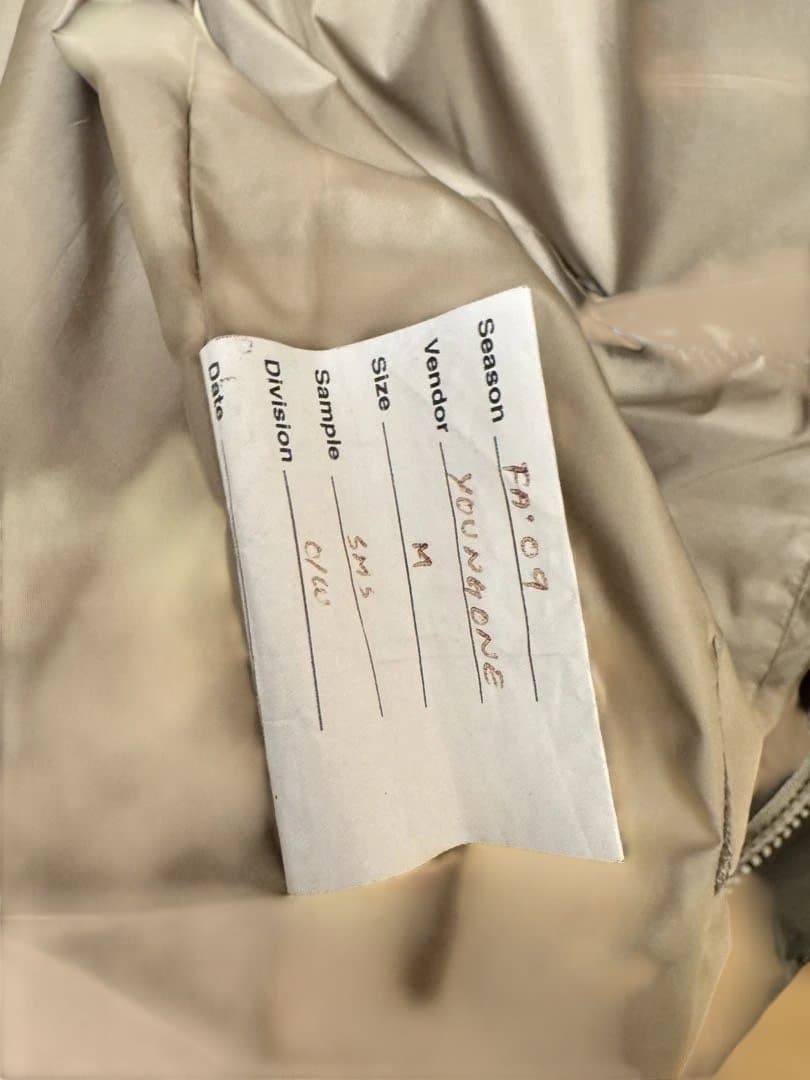 Season FA'09
Vendor YOUNGONE
Size M
Sample SMS
Division O/W
Date